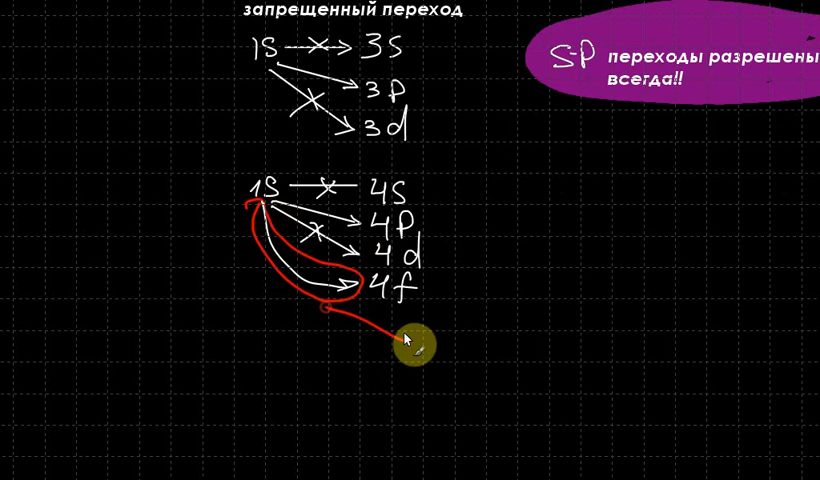 запрещенный переход
1S 3S
3p
3d
S-P переходы разрешены
всегда!!
1S 4S
4P
4d
4f